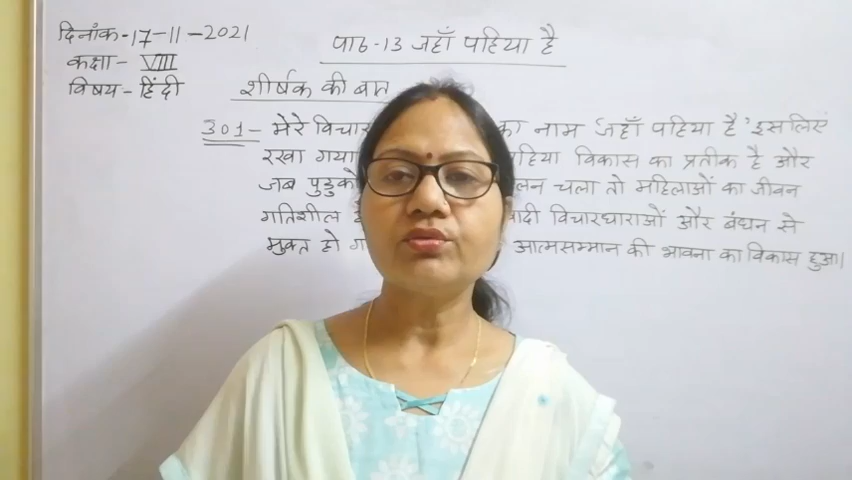 दिनांक-17-11-2021
पाठ-13 जहाँ पहिया है
कक्षा- VIII
विषय- हिंदी
शीर्षक की बात
उ01- मेरे का नाम 'जहाँ पहिया है' इसलिएं
रखा गया पहिया विकास का प्रतीक है और
जब चला तो महिलाओं का जीवन
गतिशील विचारधाराओं और बंधन से
मुक्त हो आत्मसम्मान की भावना का विकास हुआ।